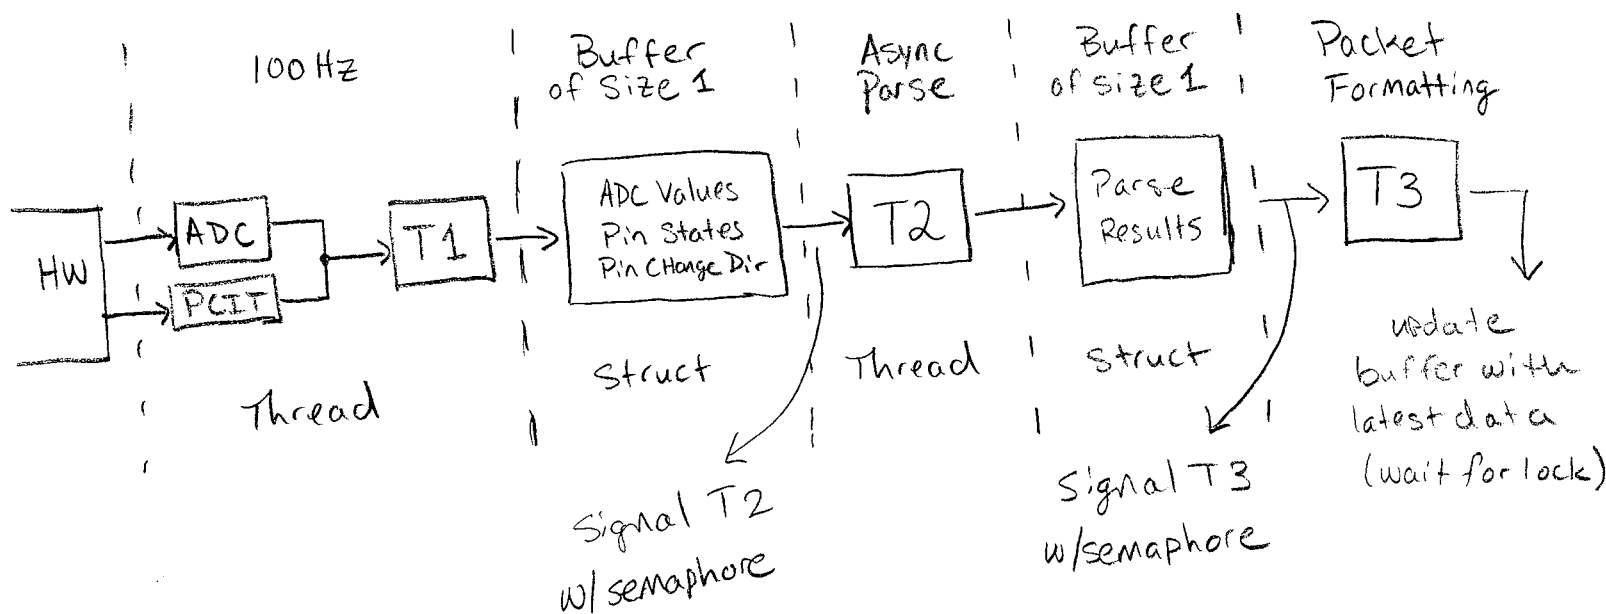 100 Hz
Buffer
of Size 1
Async
Parse
Buffer
of size 1
Packet
Formatting
HW
ADC
PCIT
T1
ADC Values
Pin States
Pin CHange Dir
T2
Parse
Results
T3
Thread
Struct
Thread
Struct
update
buffer with
latest data
(wait for lock)
Signal T2
w/semaphore
Signal T3
w/semaphore